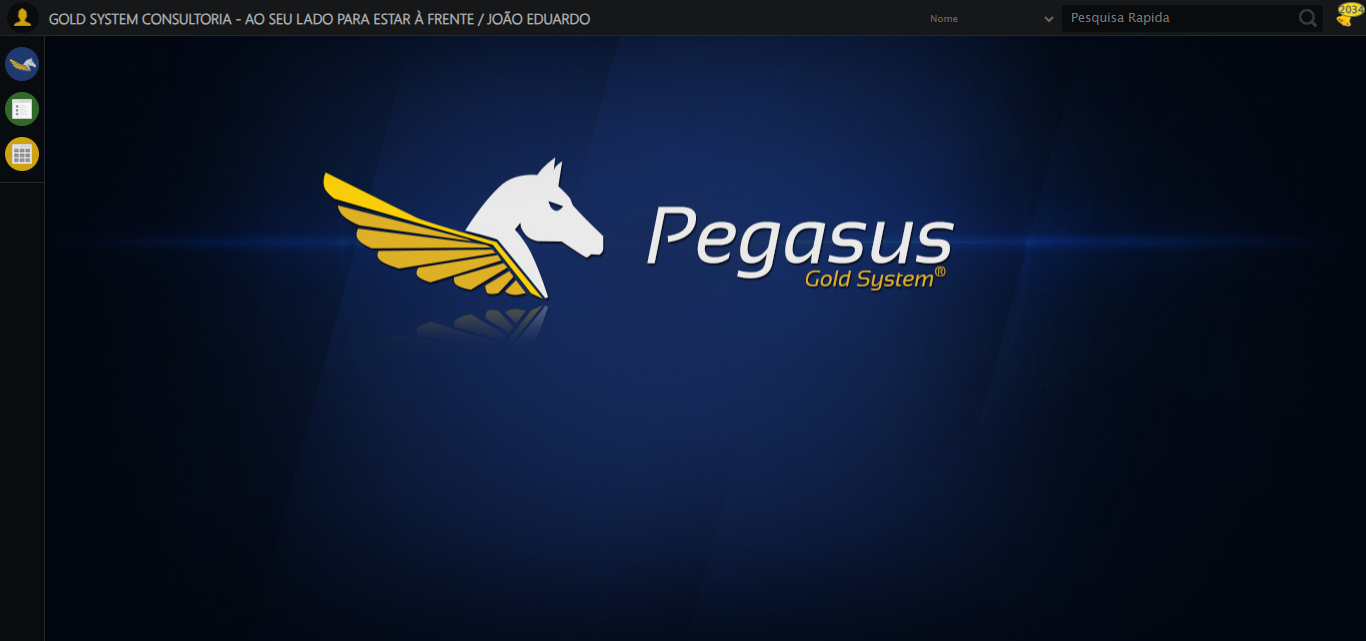 GOLD SYSTEM CONSULTORIA - AO SEU LADO PARA ESTAR À FRENTE / JOÃO EDUARDO
Nome
Pesquisa Rapida
2034
Pegasus
Gold System®